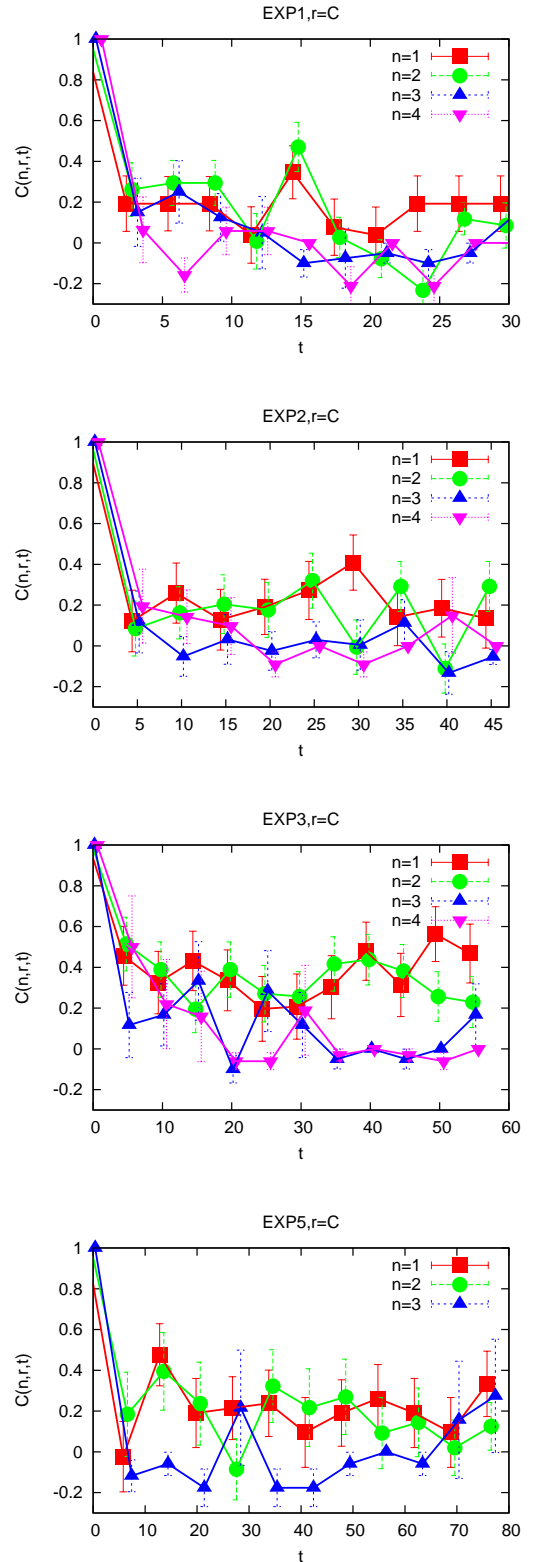 EXP1,r=C
1
0.8
0.6
0.4
0.2
0
-0.2
C(n,r,t)
n=1
n=2
n=3
n=4
0 5 10 15 20 25 30
t
EXP2,r=C
1
0.8
0.6
0.4
0.2
0
-0.2
C(n,r,t)
n=1
n=2
n=3
n=4
0 5 10 15 20 25 30 35 40 45
t
EXP3,r=C
1
0.8
0.6
0.4
0.2
0
-0.2
C(n,r,t)
n=1
n=2
n=3
n=4
0 10 20 30 40 50 60
t
EXP5,r=C
1
0.8
0.6
0.4
0.2
0
-0.2
C(n,r,t)
n=1
n=2
n=3
0 10 20 30 40 50 60 70 80
t